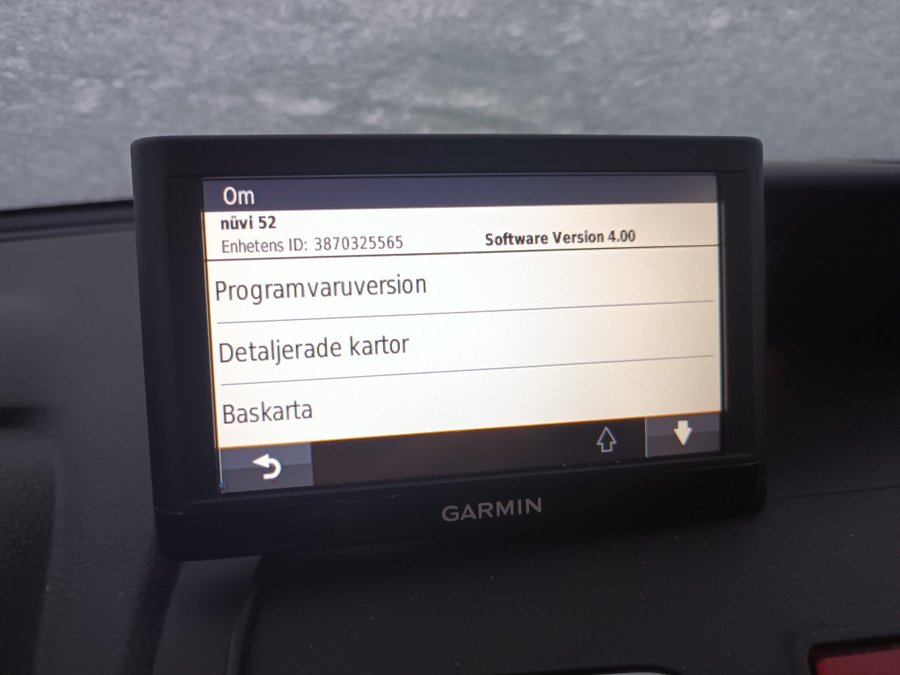 Om
nüvi 52
Enhetens ID: 3870325565
Software Version 4.00
Programvaruversion
Detaljerade kartor
Baskarta
GARMIN